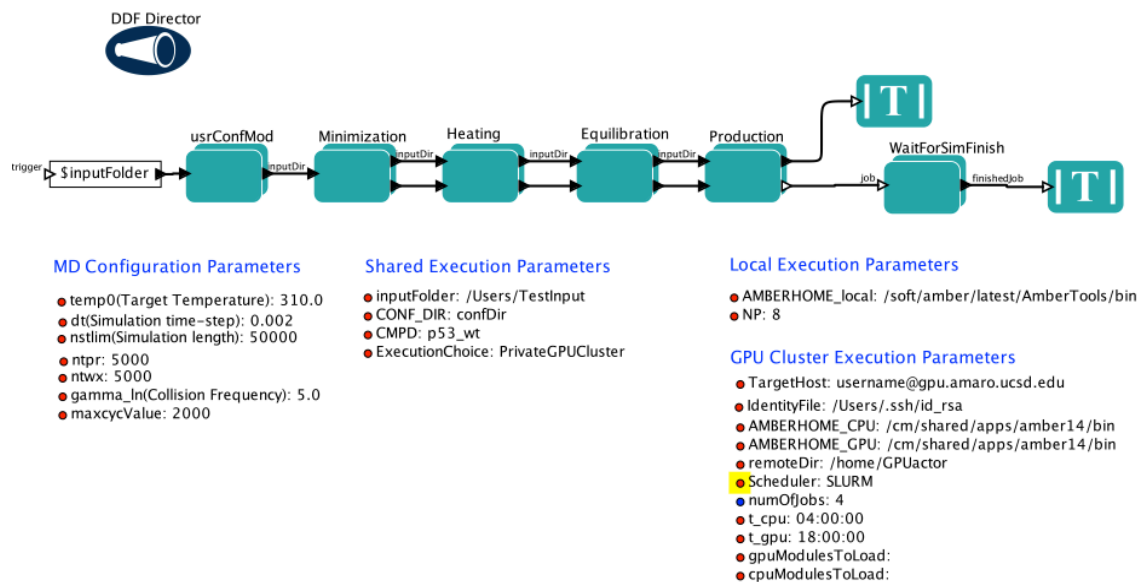 DDF Director
usrConfMod
Minimization
Heating
Equilibration
Production
WaitForSimFinish
trigger
$inputFolder
inputDir
inputDir
inputDir
inputDir
job
finishedJob
T
T
MD Configuration Parameters
temp0(Target Temperature): 310.0
dt(Simulation time-step): 0.002
nstlim(Simulation length): 50000
ntpr: 5000
ntwx: 5000
gamma_ln(Collision Frequency): 5.0
maxcycValue: 2000
Shared Execution Parameters
inputFolder: /Users/TestInput
CONF_DIR: confDir
CMPD: p53_wt
ExecutionChoice: PrivateGPUCluster
Local Execution Parameters
AMBERHOME_local: /soft/amber/latest/AmberTools/bin
NP: 8
GPU Cluster Execution Parameters
TargetHost: username@gpu.amaro.ucsd.edu
IdentityFile: /Users/.ssh/id_rsa
AMBERHOME_CPU: /cm/shared/apps/amber14/bin
AMBERHOME_GPU: /cm/shared/apps/amber14/bin
remoteDir: /home/GPUactor
Scheduler: SLURM
numOfJobs: 4
t_cpu: 04:00:00
t_gpu: 18:00:00
gpuModulesToLoad:
cpuModulesToLoad: